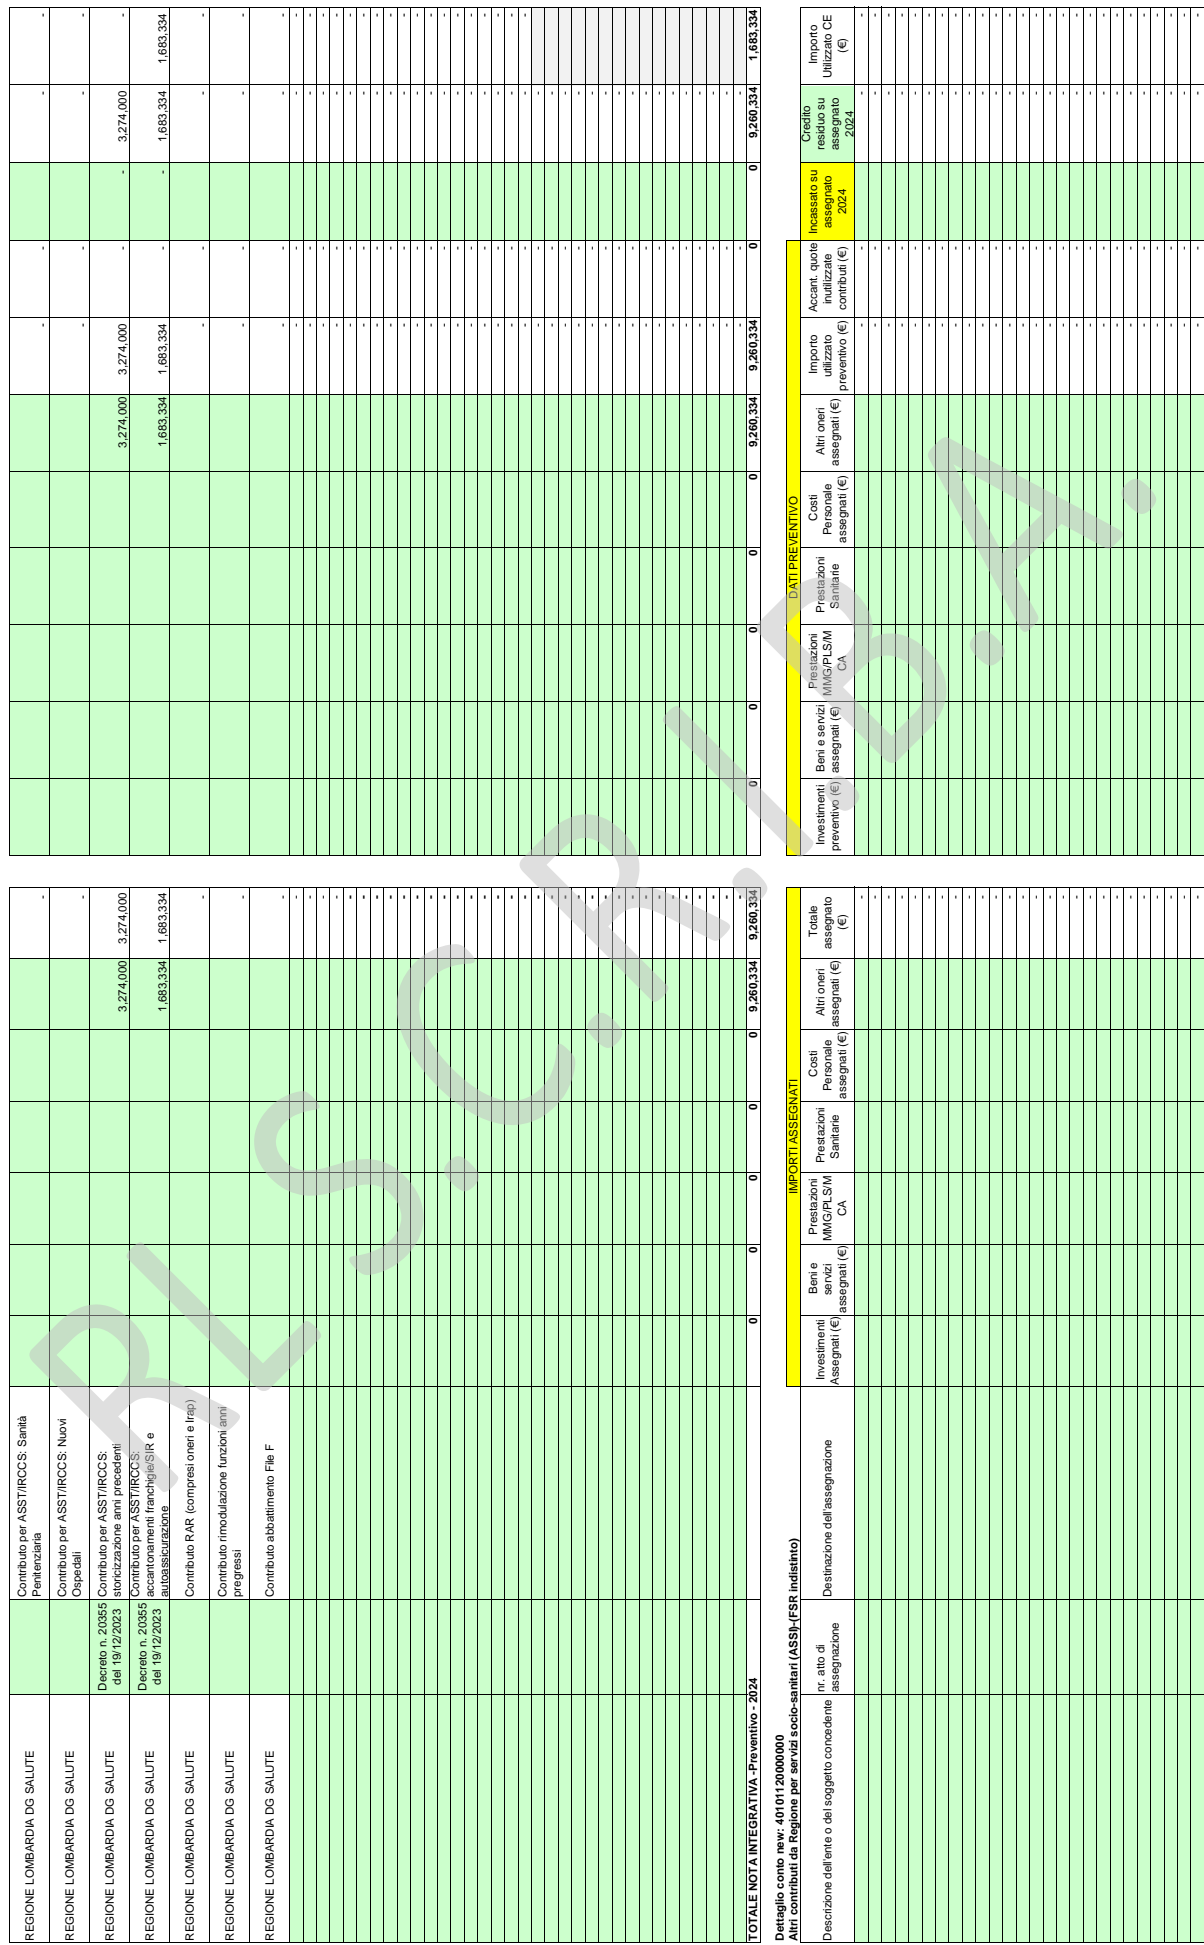 REGIONE LOMBARDIA DG SALUTE Contributo per ASST/IRCCS: Sanità Penitenziaria - - - - -
REGIONE LOMBARDIA DG SALUTE Contributo per ASST/IRCCS: Nuovi Ospedali - - - - -
REGIONE LOMBARDIA DG SALUTE Decreto n. 20355 del 19/12/2023 Contributo per ASST/IRCCS: storicizzazione anni precedenti 3,274,000 3,274,000 3,274,000 3,274,000 - - 3,274,000 -
REGIONE LOMBARDIA DG SALUTE Decreto n. 20355 del 19/12/2023 Contributo per ASST/IRCCS: accantonamenti franchigie/SIR e autoassicurazione 1,683,334 1,683,334 1,683,334 1,683,334 - - 1,683,334 1,683,334
REGIONE LOMBARDIA DG SALUTE Contributo RAR (compresi oneri e Irap) - - - - -
REGIONE LOMBARDIA DG SALUTE Contributo rimodulazione funzioni anni pregressi - - - - -
REGIONE LOMBARDIA DG SALUTE Contributo abbattimento File F - - - - -
TOTALE NOTA INTEGRATIVA -Preventivo - 2024 0 0 0 0 0 9,260,334 9,260,334 0 0 0 0 0 9,260,334 9,260,334 0 0 9,260,334 1,683,334
Dettaglio conto new: 40101120000000
Altri contributi da Regione per servizi socio-sanitari (ASSI)-(FSR indistinto)
IMPORTI ASSEGNATI DATI PREVENTIVO
Descrizione dell'ente o del soggetto concedente
nr. atto di assegnazione
Destinazione dell'assegnazione
Investimenti Assegnati (€)
Beni e servizi assegnati (€)
Prestazioni MMG/PLS/M CA
Prestazioni Sanitarie
Costi Personale assegnati (€)
Altri oneri assegnati (€)
Totale assegnato (€)
Investimenti preventivo (€)
Beni e servizi assegnati (€)
Prestazioni MMG/PLS/M CA
Prestazioni Sanitarie
Costi Personale assegnati (€)
Altri oneri assegnati (€)
Importo utilizzato preventivo (€)
Accant. quote inutilizzate contributi (€)
Incassato su assegnato 2024
Credito residuo su assegnato 2024
Importo Utilizzato CE (€)
RL S.C.R.I.B.A.